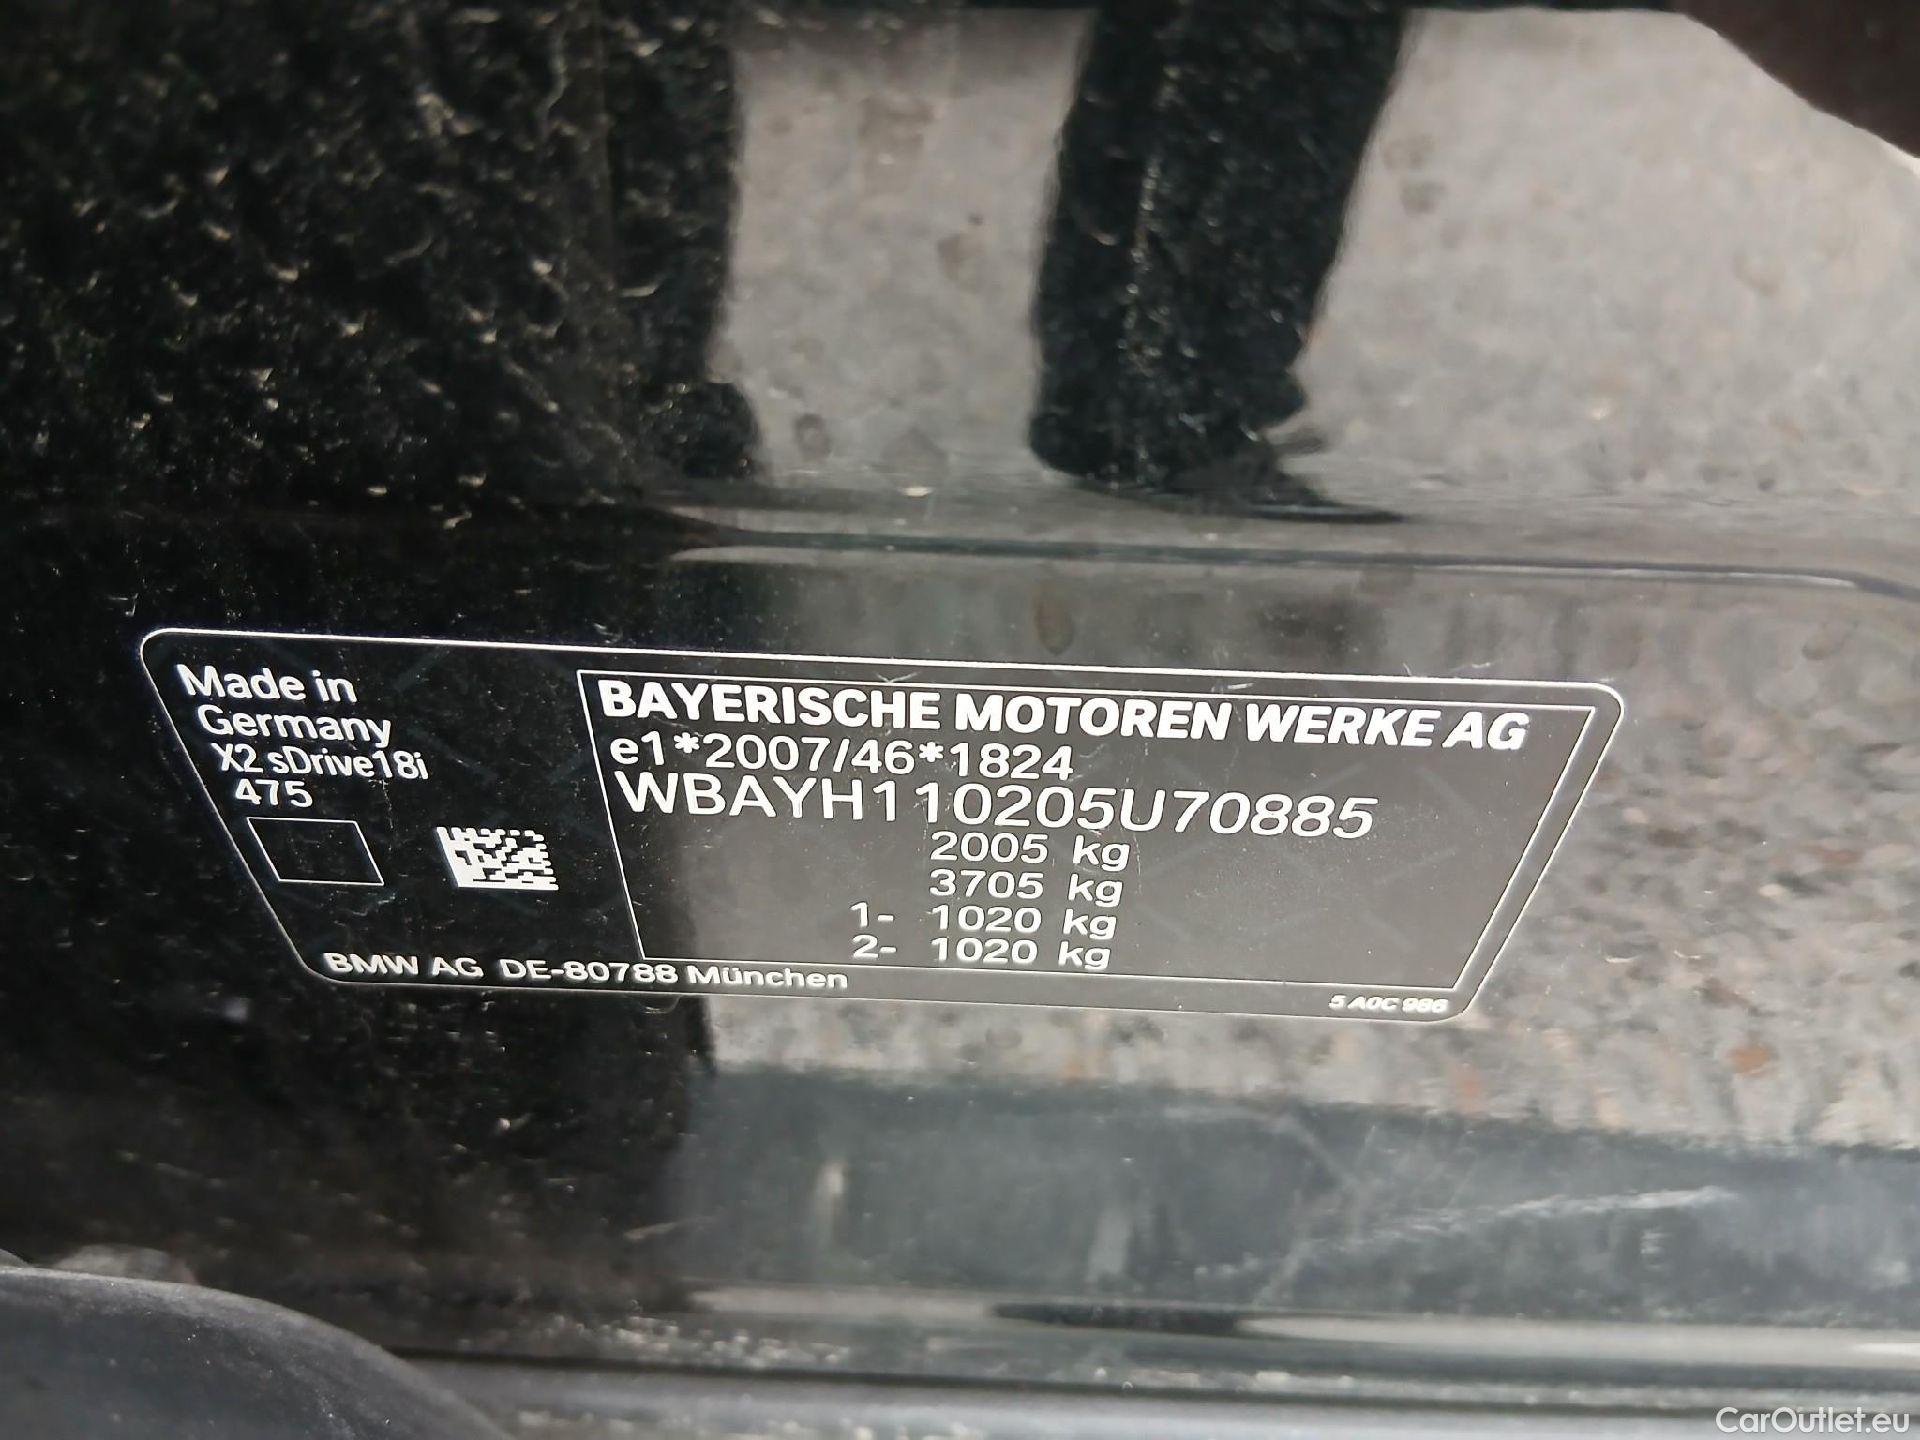 Made in
Germany
X2 sDrive18i
475
BAYERISCHE MOTOREN WERKE AG
e1*2007/46*1824
WBAYH110205U70885
2005 kg
3705 kg
1- 1020 kg
2- 1020 kg
BMW AG DE-80788 München
5 A0C 986
CarOutlet.eu